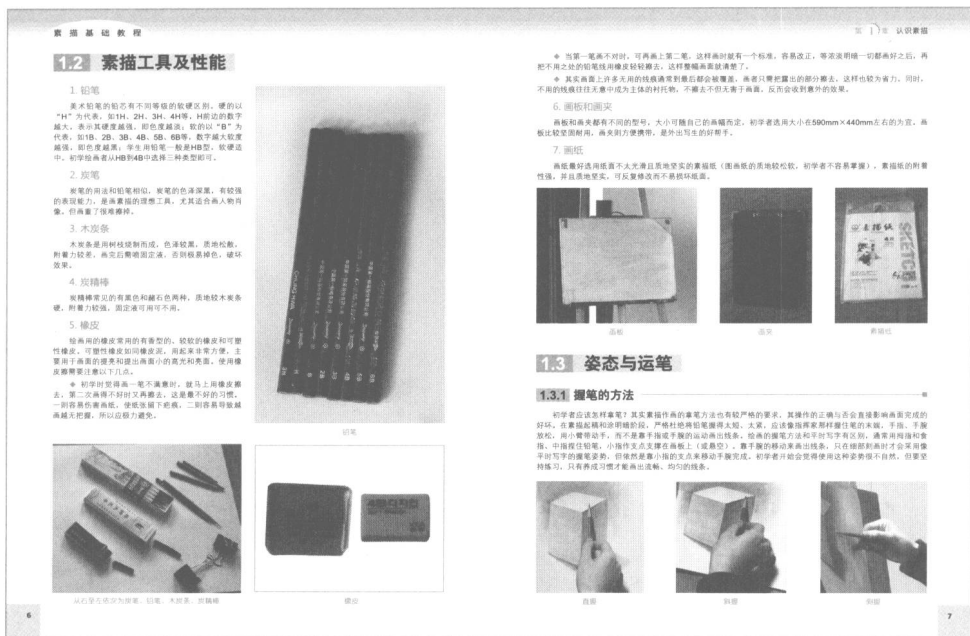 素描基础教程
1.2 素描工具及性能
1. 铅笔
美术铅笔的铅芯有不同等级的软硬区别，硬的以
“H”为代表，如1H、2H、3H、4H等，H前边的数字
越大，表示其硬度越强，即色度越淡；软的以“B”为
代表，如1B、2B、3B、4B、5B、6B等，数字越大软度
越强，即色度越黑；学生用铅笔一般是HB型，软硬适
中，初学绘画者从HB到4B中选择三种类型即可。
2. 炭笔
炭笔的用法和铅笔相似，炭笔的色泽深黑，有较强
的表现能力，是画素描的理想工具，尤其适合画人物肖
像。但画重了很难擦掉。
3. 木炭条
木炭条是用树枝烧制而成，色泽较黑，质地松散，
附着力较差，画完后需喷固定液，否则极易掉色，破坏
效果。
4. 炭精棒
炭精棒常见的有黑色和赭石色两种，质地较木炭条
硬，附着力较强，固定液可用可不用。
5. 橡皮
绘画用的橡皮常用的有香型的、较软的橡皮和可塑
性橡皮。可塑性橡皮如同橡皮泥，用起来非常方便，主
要用于画面的提亮和提出画面小的高光和亮面。使用橡
皮擦需要注意以下几点。
❖ 初学时觉得画一笔不满意时，就马上用橡皮擦
去，第二次画得不好时又再擦去，这是最不好的习惯。
一则容易伤害画纸，使纸张留下疤痕，二则容易导致越
画越无把握，所以应极力避免。
铅笔
从右至左依次为炭笔、铅笔、木炭条、炭精棒
橡皮
6
第1章 认识素描
❖ 当第一笔画不对时，可再画上第二笔，这样画时就有一个标准，容易改正，等浓淡明细一切都画好之后，再
把不用之处的铅笔线用橡皮轻轻擦去，这样整幅画面就清楚了。
❖ 其实画面上许多无用的线痕通常到最后都会被覆盖，画者只需把露出的部分擦去，这样也较为省力，同时，
不用的线痕往往无意中成为主体的衬托物，不擦去不但无害于画面，反而会收到意外的效果。
6. 画板和画夹
画板和画夹都有不同的型号，大小可随自己的画幅而定，初学者选用大小在590mm×440mm左右的为宜。画
板比较坚固耐用，画夹则方便携带，是外出写生的好帮手。
7. 画纸
画纸最好选用纸面不太光滑且质地坚实的素描纸（图画纸的质地较松软，初学者不容易掌握），素描纸的附着
性强，并且质地坚实，可反复修改而不易损坏纸面。
素描纸
SKETCH
画板
画夹
素描纸
1.3 姿态与运笔
1.3.1 握笔的方法
初学者应该怎样拿笔？其实素描作画的拿笔方法也有较严格的要求，其操作的正确与否会直接影响画面完成的
好坏。在素描起稿和涂明暗阶段，严格杜绝将铅笔握得太短、太紧。应该像指挥家那样握住笔的末端，手指、手腕
放松，用小臂带动手，而不是靠手指或手腕的运动画出线条。绘画的握笔方法和平时写字有区别，通常用拇指和食
指、中指捏住铅笔，小指作支点支撑在画板上（或悬空），靠手腕的移动来画出线条，只在细部刻画时才会采用像
平时写字的握笔姿势，但依然是靠小指的支点来移动手腕完成。初学者开始会觉得使用这种姿势很不自然，但要坚
持练习，只有养成习惯才能画出流畅、均匀的线条。
直握
斜握
侧握
7